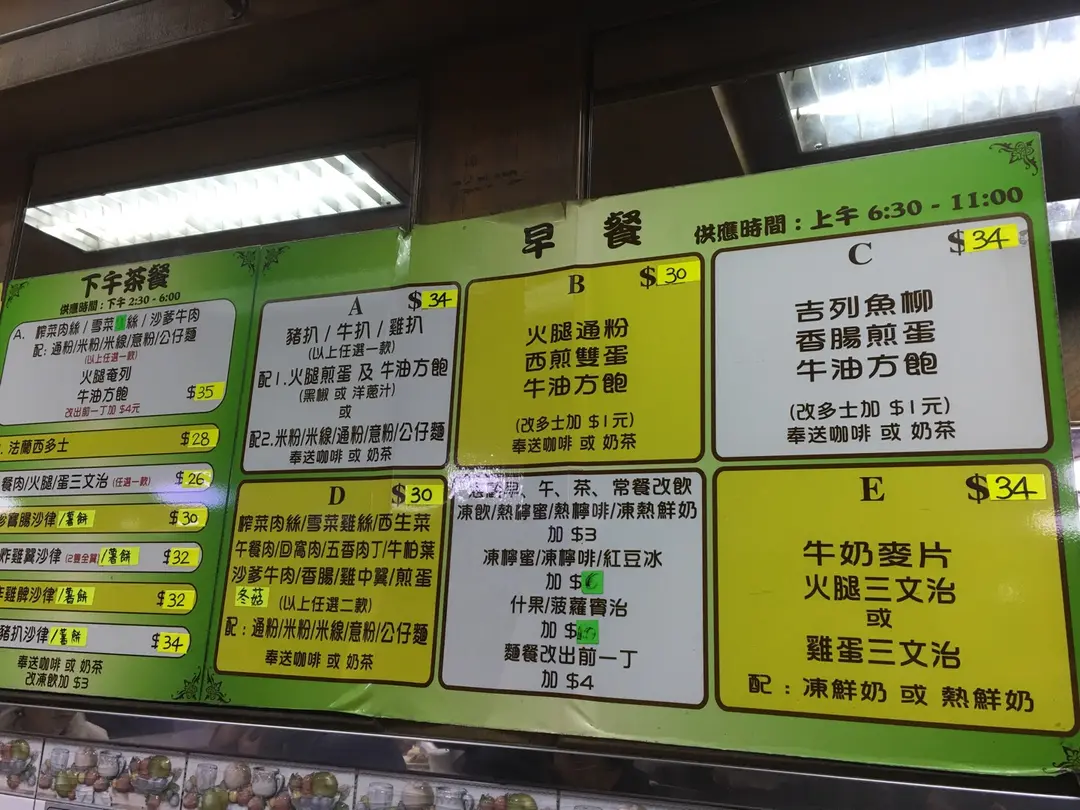 下午茶餐
供應時間：下午 2:30 - 6:00
A. 榨菜肉絲 / 雪菜 絲 / 沙爹牛肉
配：通粉/米粉/米線/意粉/公仔麵
(以上任選一款)
火腿奄列
牛油方飽
$35
改出前一丁加 $4元
法蘭西多士 $28
餐肉/火腿/蛋三文治 (任選一款) $26
珍寶腸沙律/薯餅 $30
炸雞翼沙律 (2隻全翼)/薯餅 $32
炸雞髀沙律/薯餅 $32
豬扒沙律/薯餅 $34
奉送咖啡 或 奶茶
改凍飲加 $3
早餐
供應時間：上午 6:30 - 11:00
A $34
豬扒 / 牛扒 / 雞扒
(以上任選一款)
配1.火腿煎蛋 及 牛油方飽
(黑椒 或 洋蔥汁)
或
配2.米粉/米線/通粉/意粉/公仔麵
奉送咖啡 或 奶茶
B $30
火腿通粉
西煎雙蛋
牛油方飽
(改多士加 $1元)
奉送咖啡 或 奶茶
C $34
吉列魚柳
香腸煎蛋
牛油方飽
(改多士加 $1元)
奉送咖啡 或 奶茶
D $30
榨菜肉絲/雪菜雞絲/西生菜
午餐肉/回窩肉/五香肉丁/牛柏葉
沙爹牛肉/香腸/雞中翼/煎蛋
冬菇 (以上任選二款)
配：通粉/米粉/米線/意粉/公仔麵
奉送咖啡 或 奶茶
早、午、茶、常餐改飲
凍飲/熱檸蜜/熱檸啡/凍熱鮮奶
加 $3
凍檸蜜/凍檸啡/紅豆冰
加 $6
什果/菠蘿賓治
加 $
麵餐改出前一丁
加 $4
E $34
牛奶麥片
火腿三文治
或
雞蛋三文治
配：凍鮮奶 或 熱鮮奶